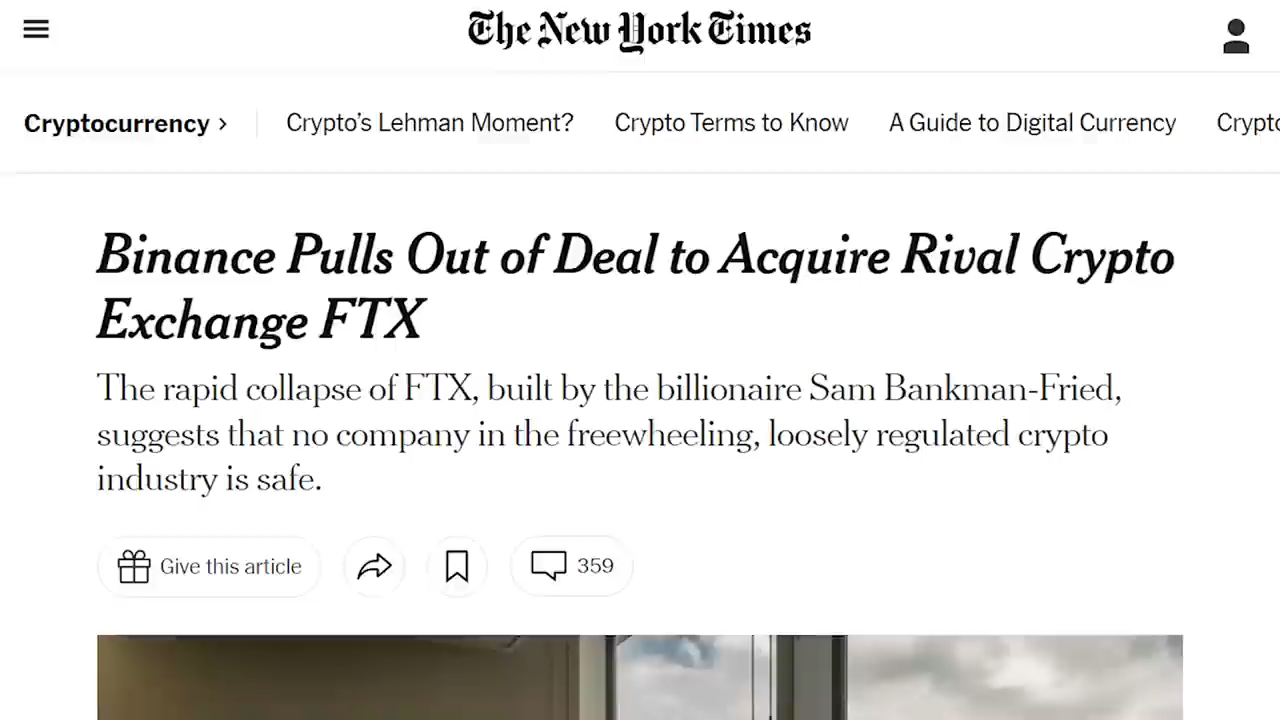 The New York Times
Cryptocurrency › Crypto's Lehman Moment? Crypto Terms to Know A Guide to Digital Currency Crypto
Binance Pulls Out of Deal to Acquire Rival Crypto
Exchange FTX
The rapid collapse of FTX, built by the billionaire Sam Bankman-Fried,
suggests that no company in the freewheeling, loosely regulated crypto
industry is safe.
Give this article 359